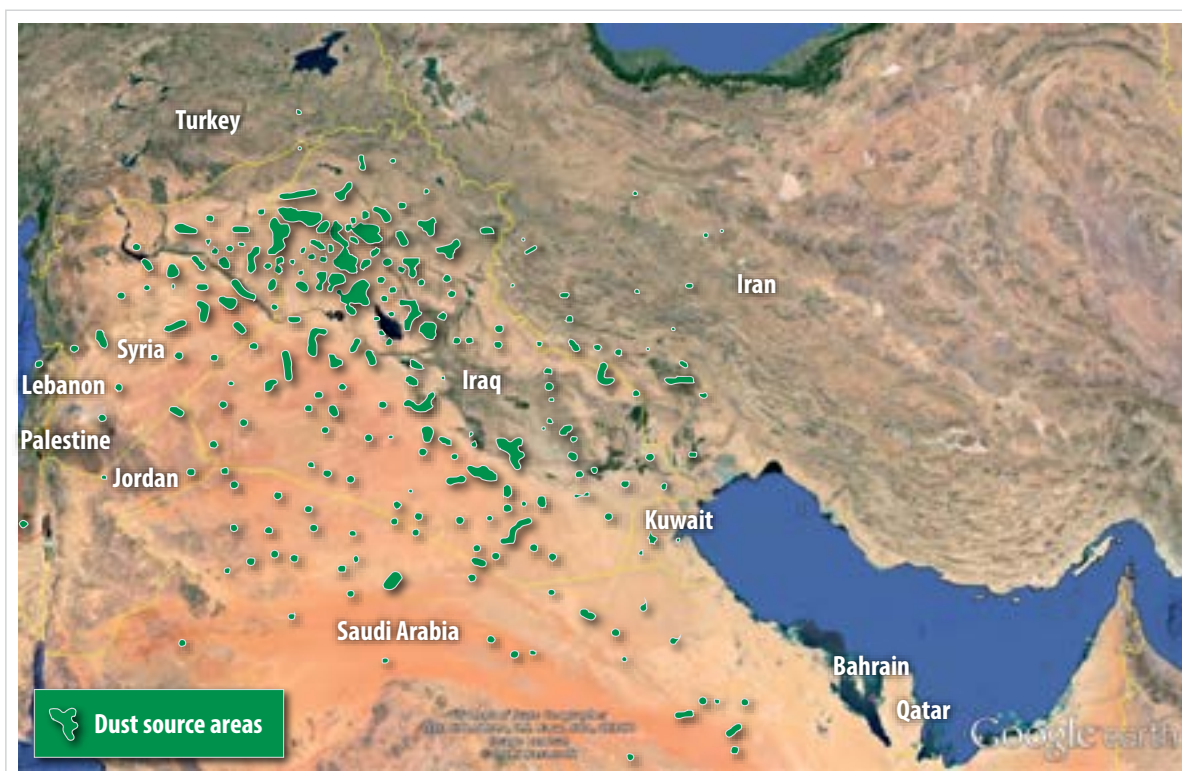 Turkey
Iran
Syria
Lebanon
Iraq
Palestine
Jordan
Kuwait
Saudi Arabia
Bahrain
Qatar
Dust source areas
Google earth